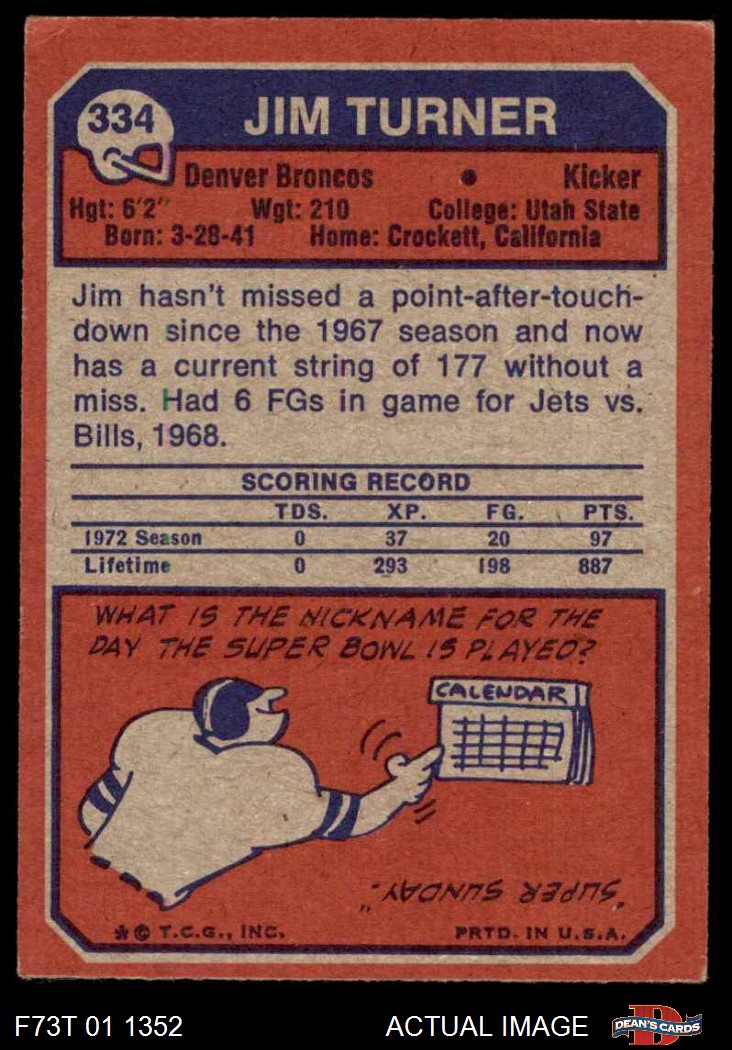 334
JIM TURNER
Denver Broncos • Kicker
Hgt: 6'2" Wgt: 210 College: Utah State
Born: 3-28-41 Home: Crockett, California
Jim hasn't missed a point-after-touch-
down since the 1967 season and now
has a current string of 177 without a
miss. Had 6 FGs in game for Jets vs.
Bills, 1968.
SCORING RECORD
TDS. XP. FG. PTS.
1972 Season 0 37 20 97
Lifetime 0 293 198 887
WHAT IS THE NICKNAME FOR THE
DAY THE SUPER BOWL IS PLAYED?
CALENDAR
"SUPER SUNDAY."
* © T.C.G., INC. PRTD. IN U.S.A.
F73T 01 1352 ACTUAL IMAGE
D
DEAN'S CARDS